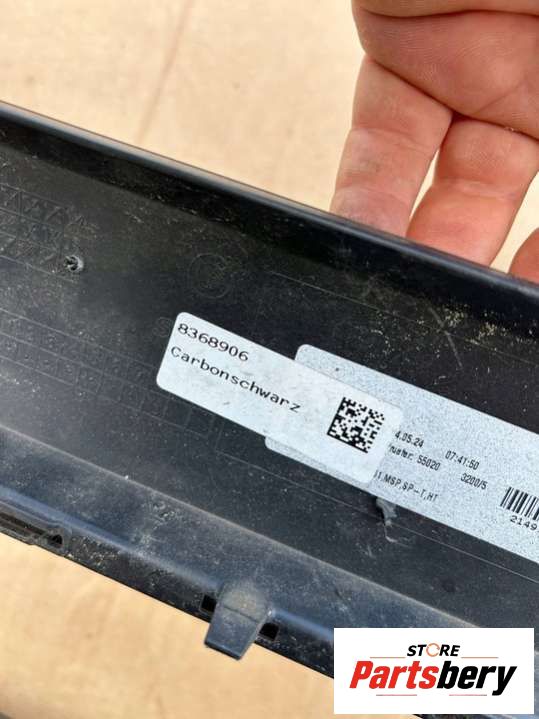 8368906
Carbonschwarz
4.05.24 07:41:50
55020 3200/5
,MSP,SP-T,HT
2149
STORE
Partsbery